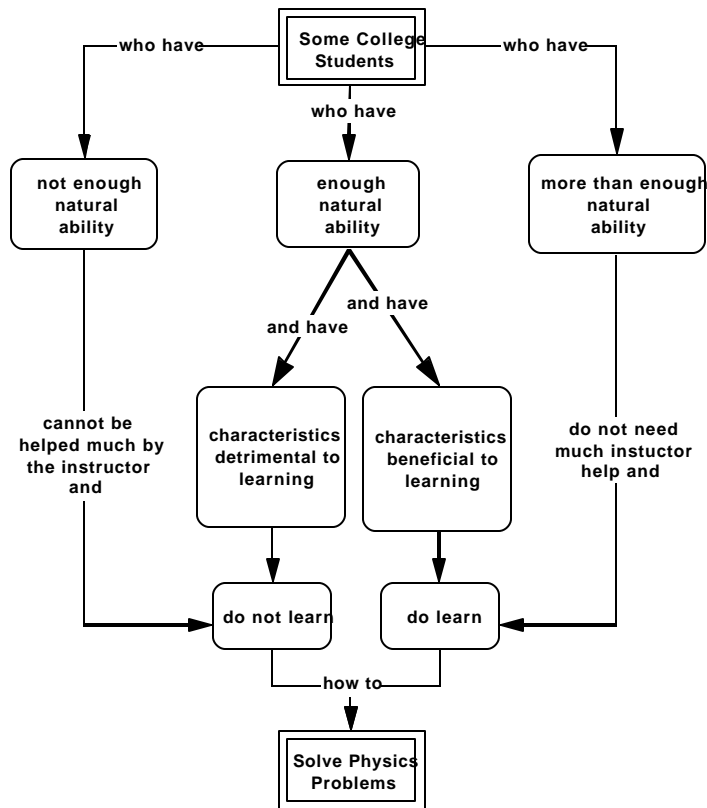 Some College
Students
who have
who have
who have
not enough
natural
ability
enough
natural
ability
more than enough
natural
ability
and have
and have
cannot be
helped much by
the instructor
and
characteristics
detrimental to
learning
characteristics
beneficial to
learning
do not need
much instuctor
help and
do not learn
do learn
how to
Solve Physics
Problems